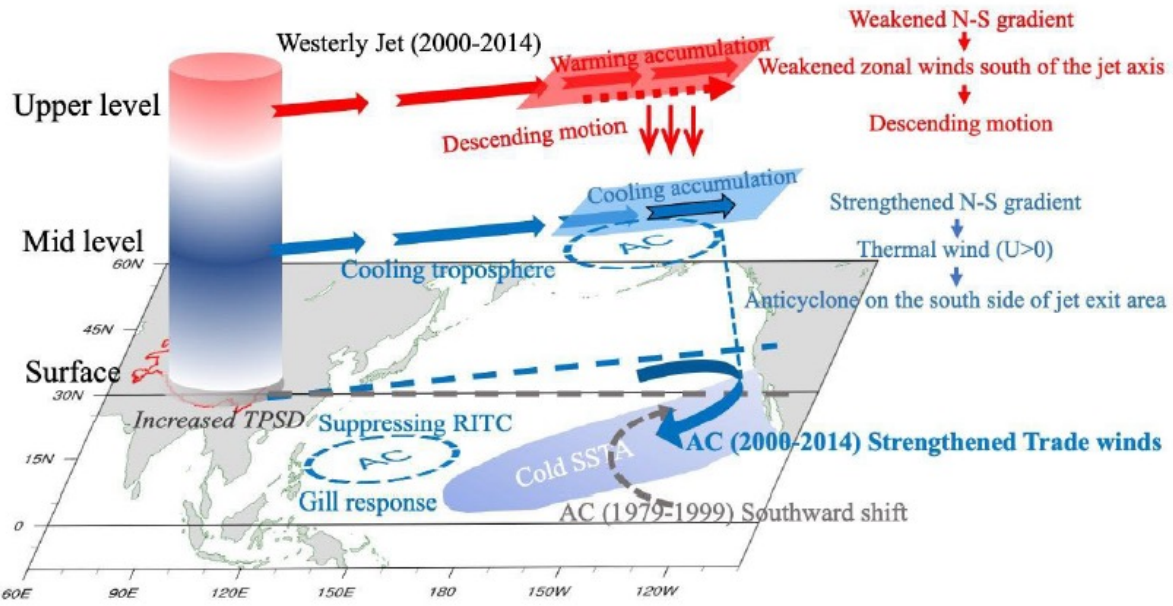 Westerly Jet (2000-2014)
Upper level
Warming accumulation
Descending motion
Weakened N-S gradient
Weakened zonal winds south of the jet axis
Descending motion
Mid level
Cooling accumulation
AC
Cooling troposphere
Strengthened N-S gradient
Thermal wind (U>0)
Anticyclone on the south side of jet exit area
60N
45N
Surface
30N
Increased TPSD
Suppressing RITC
AC
Gill response
15N
Cold SSTA
AC (2000-2014) Strengthened Trade winds
AC (1979-1999) Southward shift
0
60E 90E 120E 150E 180 150W 120W